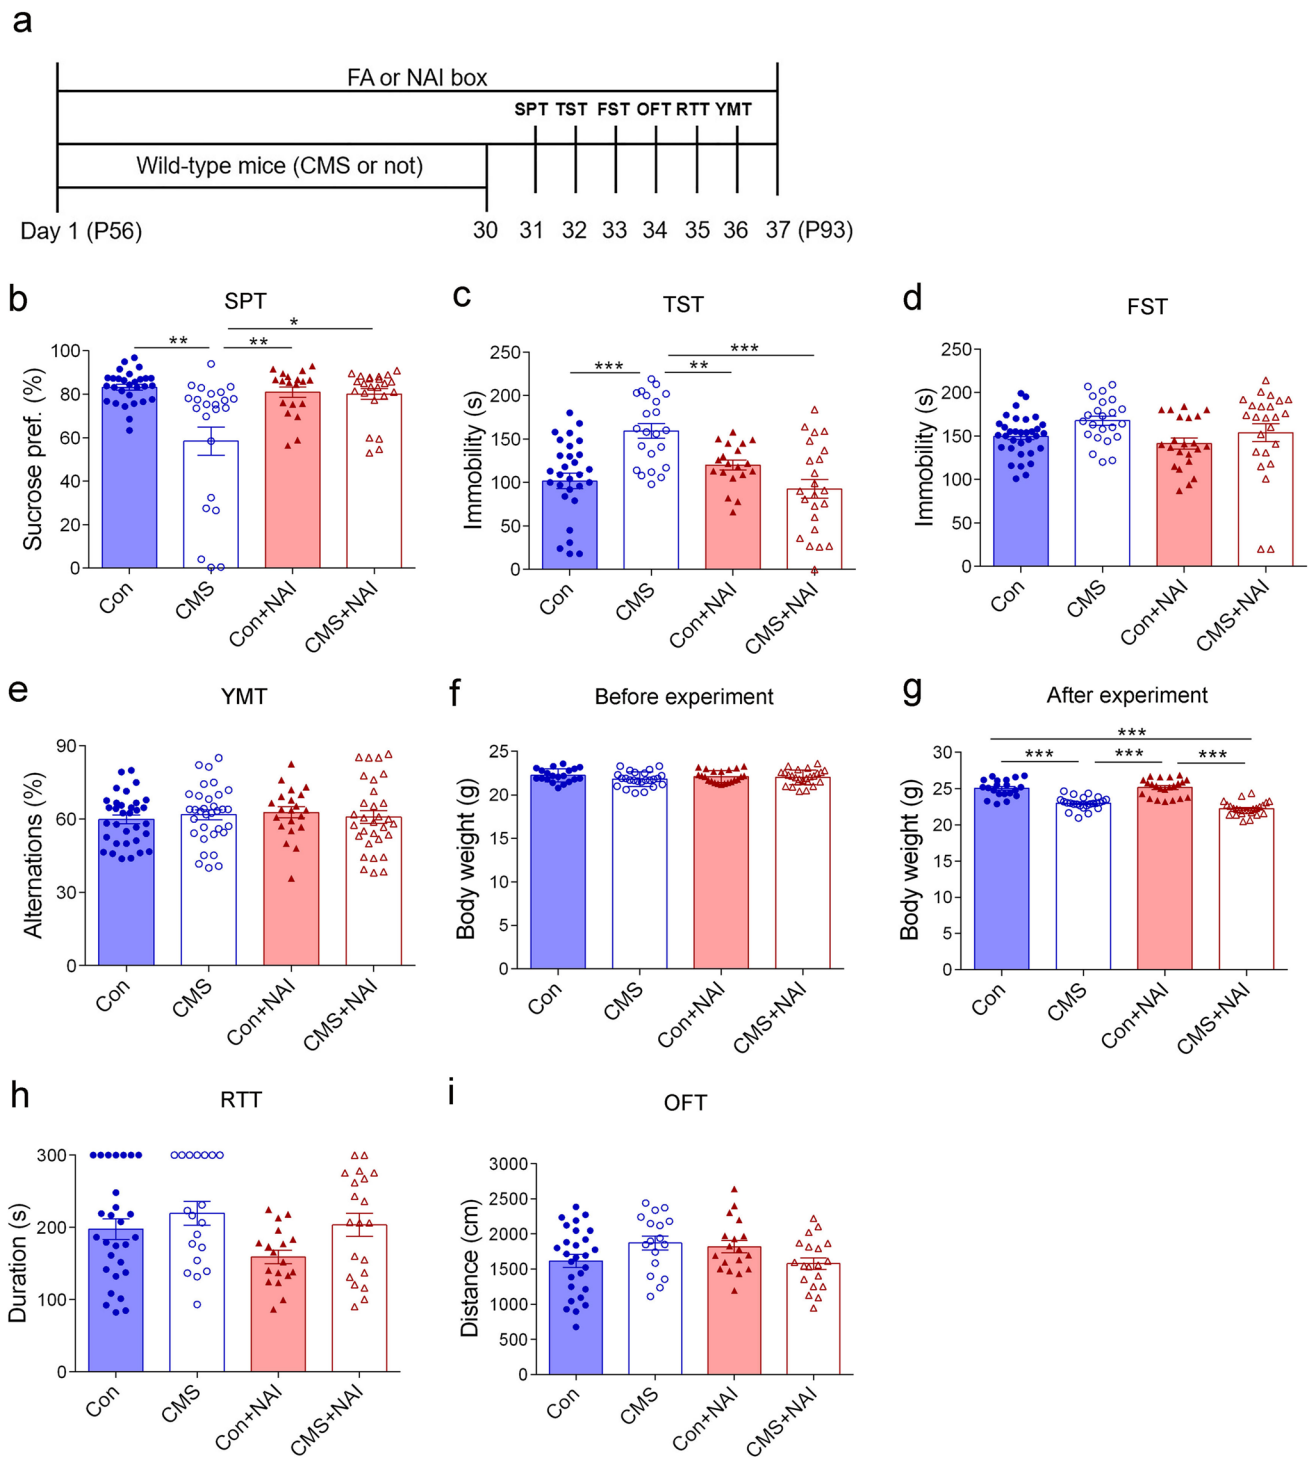 a
FA or NAI box
SPT TST FST OFT RTT YMT
Wild-type mice (CMS or not)
Day 1 (P56) 30 31 32 33 34 35 36 37 (P93)
b
SPT
** ** *
Sucrose pref. (%)
100
80
60
40
20
0
Con CMS Con+NAI CMS+NAI
c
TST
*** ** ***
Immobility (s)
250
200
150
100
50
0
Con CMS Con+NAI CMS+NAI
d
FST
Immobility (s)
250
200
150
100
50
0
Con CMS Con+NAI CMS+NAI
e
YMT
Alternations (%)
90
60
30
0
Con CMS Con+NAI CMS+NAI
f
Before experiment
Body weight (g)
25
20
15
10
5
0
Con CMS Con+NAI CMS+NAI
g
After experiment
***
*** *** ***
Body weight (g)
30
25
20
15
10
5
0
Con CMS Con+NAI CMS+NAI
h
RTT
Duration (s)
300
200
100
0
Con CMS Con+NAI CMS+NAI
i
OFT
Distance (cm)
3000
2500
2000
1500
1000
500
0
Con CMS Con+NAI CMS+NAI